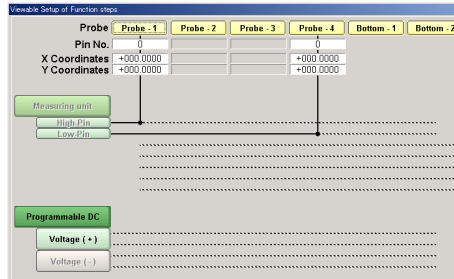 Viewable Setup of Function steps
Probe Probe - 1 Probe - 2 Probe - 3 Probe - 4 Bottom - 1 Bottom - 2
Pin No. 0 0
X Coordinates +000.0000 +000.0000
Y Coordinates +000.0000 +000.0000
Measuring unit
High-Pin
Low-Pin
Programmable DC
Voltage ( + )
Voltage ( - )